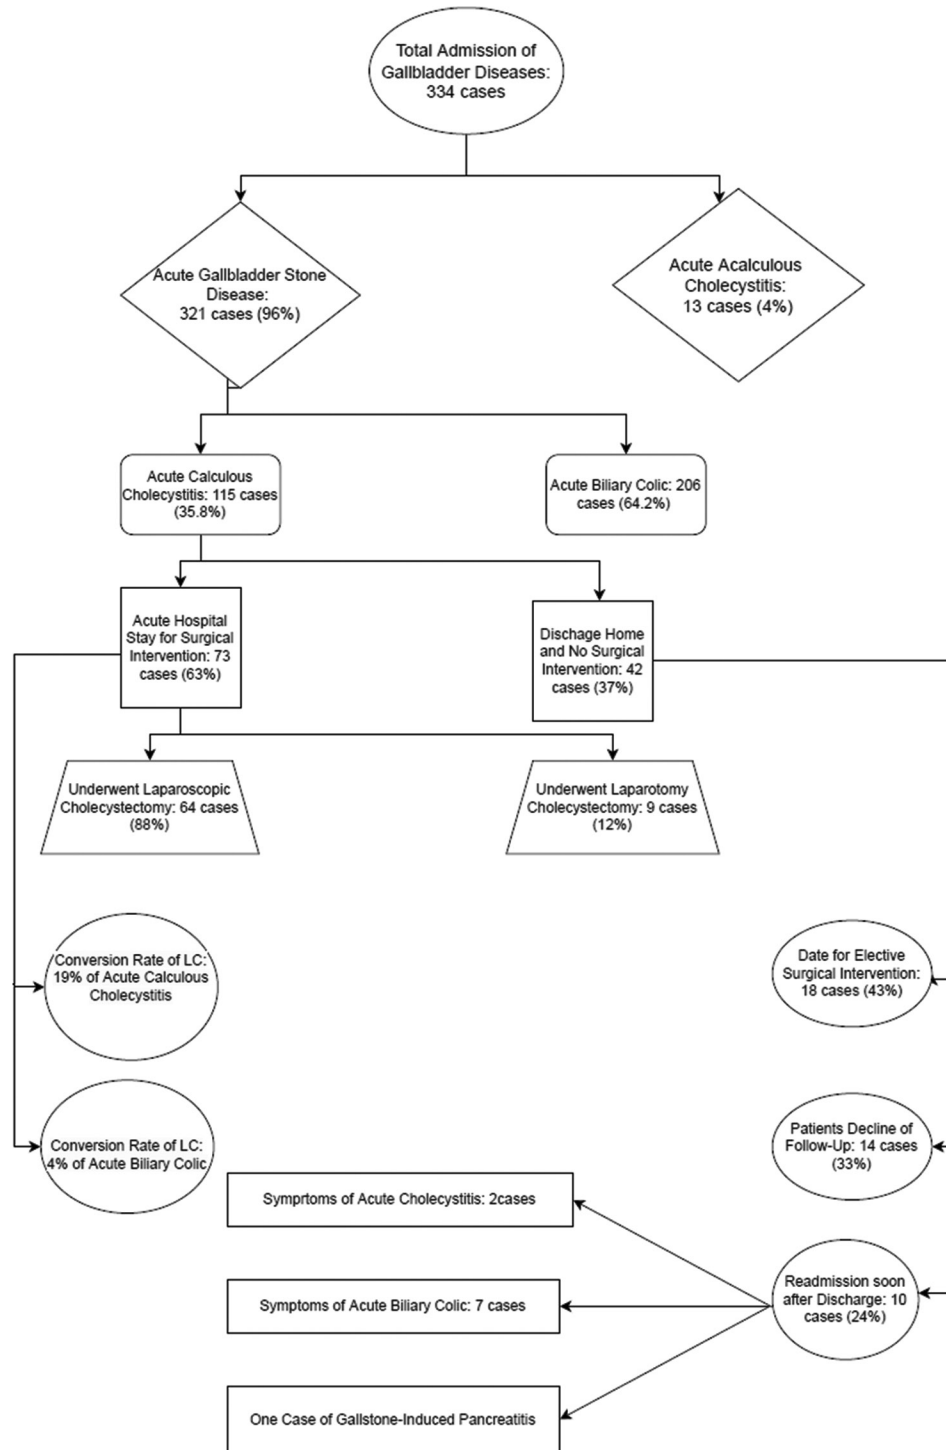 Total Admission of
Gallbladder Diseases:
334 cases
Acute Gallbladder Stone
Disease:
321 cases (96%)
Acute Acalculous
Cholecystitis:
13 cases (4%)
Acute Calculous
Cholecystitis: 115 cases
(35.8%)
Acute Biliary Colic: 206
cases (64.2%)
Acute Hospital
Stay for Surgical
Intervention: 73
cases (63%)
Dischage Home
and No Surgical
Intervention: 42
cases (37%)
Underwent Laparoscopic
Cholecystectomy: 64 cases
(88%)
Underwent Laparotomy
Cholecystectomy: 9 cases
(12%)
Conversion Rate of LC:
19% of Acute Calculous
Cholecystitis
Date for Elective
Surgical Intervention:
18 cases (43%)
Conversion Rate of LC:
4% of Acute Biliary Colic
Patients Decline of
Follow-Up: 14 cases
(33%)
Symprtoms of Acute Cholecystitis: 2cases
Symptoms of Acute Biliary Colic: 7 cases
Readmission soon
after Discharge: 10
cases (24%)
One Case of Gallstone-Induced Pancreatitis